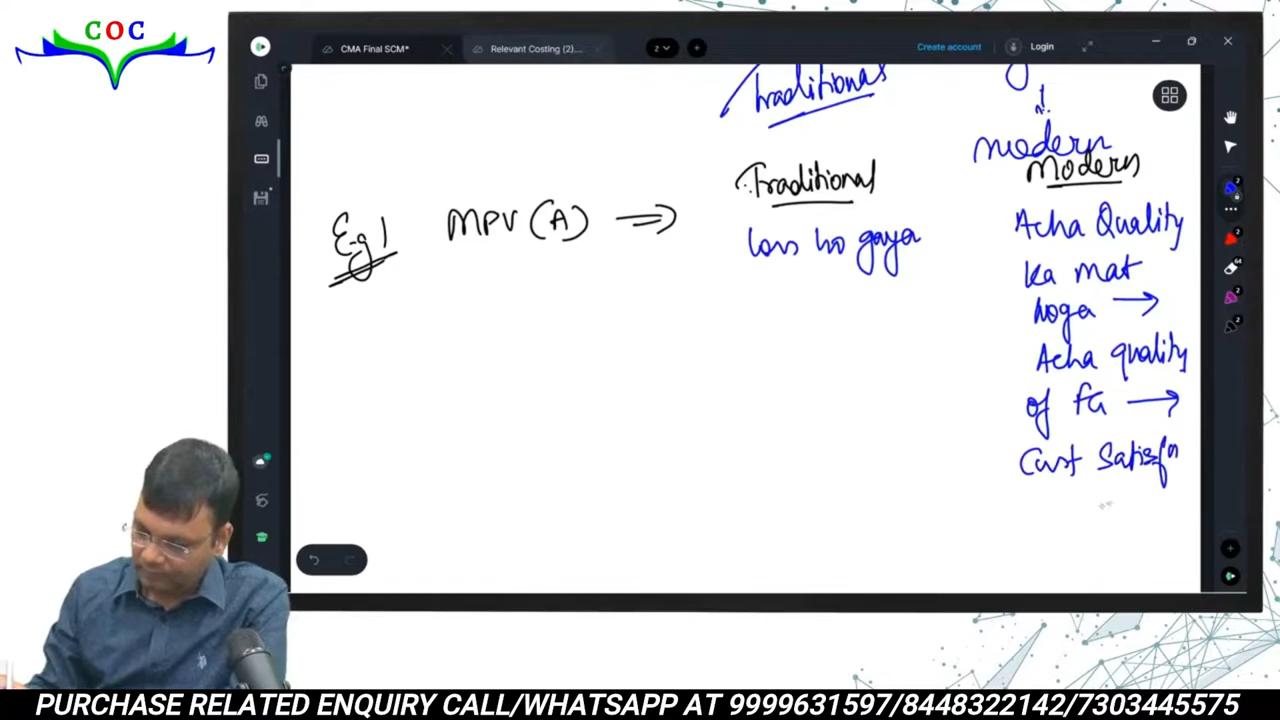 COC
CMA Final SCM*
Relevant Costing (2)...
2
Create account
Login
Traditional
modern
Traditional
Modern
E.g 1
MPV (A) ⇒
loss ho gaya
Acha Quality
ka mat
hoga →
Acha quality
of FG →
Cust Satisfn
PURCHASE RELATED ENQUIRY CALL/WHATSAPP AT 9999631597/8448322142/7303445575